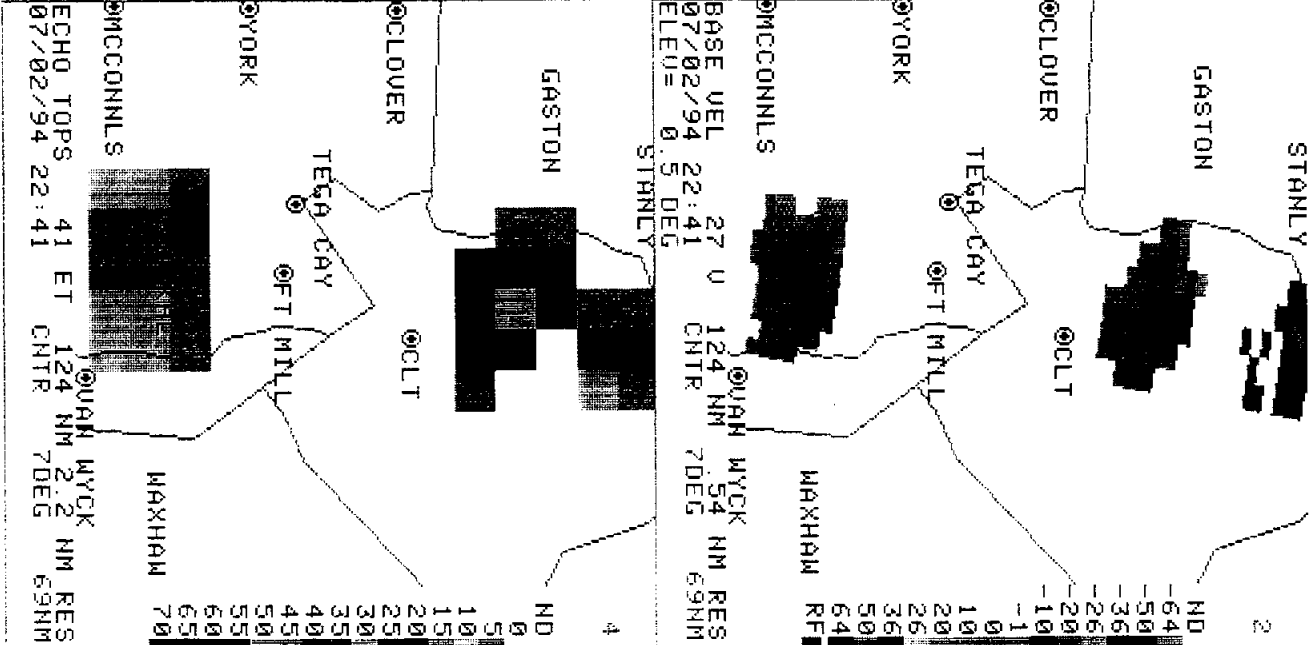 STANLY
2
GASTON
ND
-64
-50
-36
-26
-20
-10
-1
0
10
20
26
36
50
64
RF
CLT
CLOVER
TEGA CAY
FT MILL
YORK
WAXHAW
MCCONNLS
VAN WYCK
BASE VEL 27 V 124 NM .54 NM RES
07/02/94 22:41 CNTR 7DEG 69NM
ELEV= 0.5 DEG
STANLY
4
GASTON
ND
0
5
10
15
20
25
30
35
40
45
50
55
60
65
70
CLT
CLOVER
TEGA CAY
FT MILL
YORK
WAXHAW
MCCONNLS
VAN WYCK
ECHO TOPS 41 ET 124 NM 2.2 NM RES
07/02/94 22:41 CNTR 7DEG 69NM